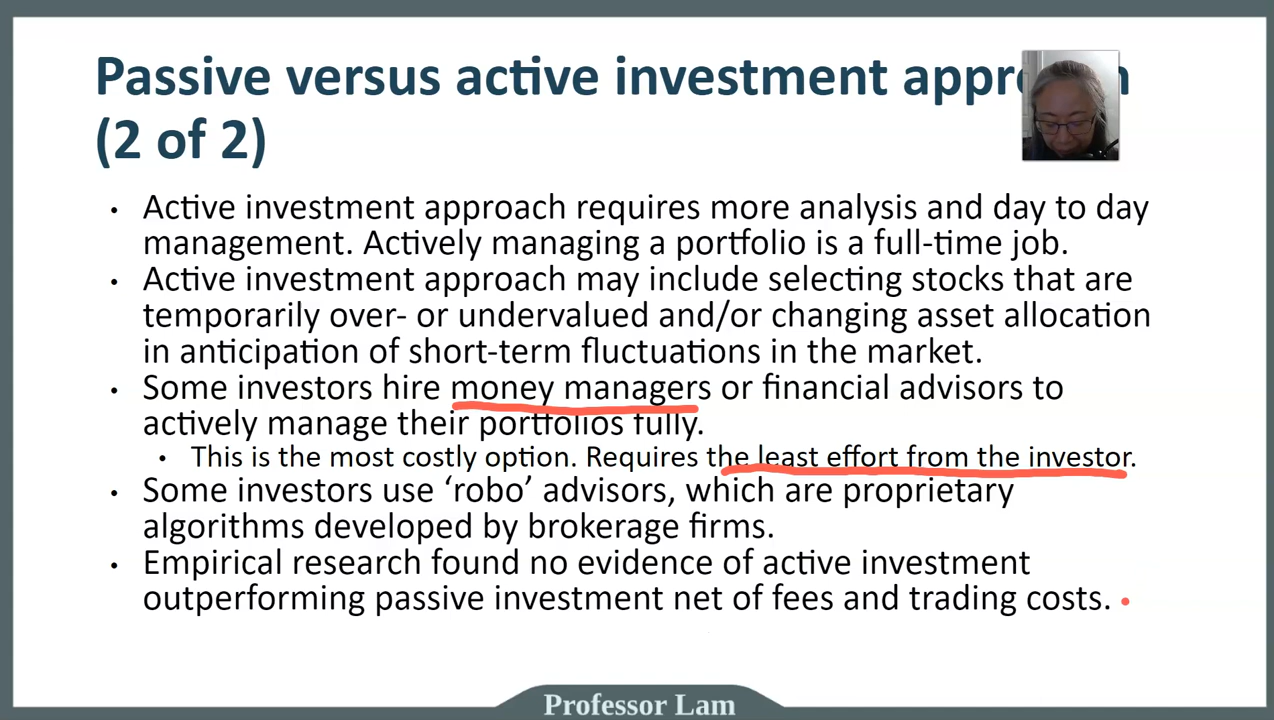 Passive versus active investment
(2 of 2)
• Active investment approach requires more analysis and day to day
management. Actively managing a portfolio is a full-time job.
• Active investment approach may include selecting stocks that are
temporarily over- or undervalued and/or changing asset allocation
in anticipation of short-term fluctuations in the market.
• Some investors hire money managers or financial advisors to
actively manage their portfolios fully.
• This is the most costly option. Requires the least effort from the investor.
• Some investors use ‘robo’ advisors, which are proprietary
algorithms developed by brokerage firms.
• Empirical research found no evidence of active investment
outperforming passive investment net of fees and trading costs.
Professor Lam